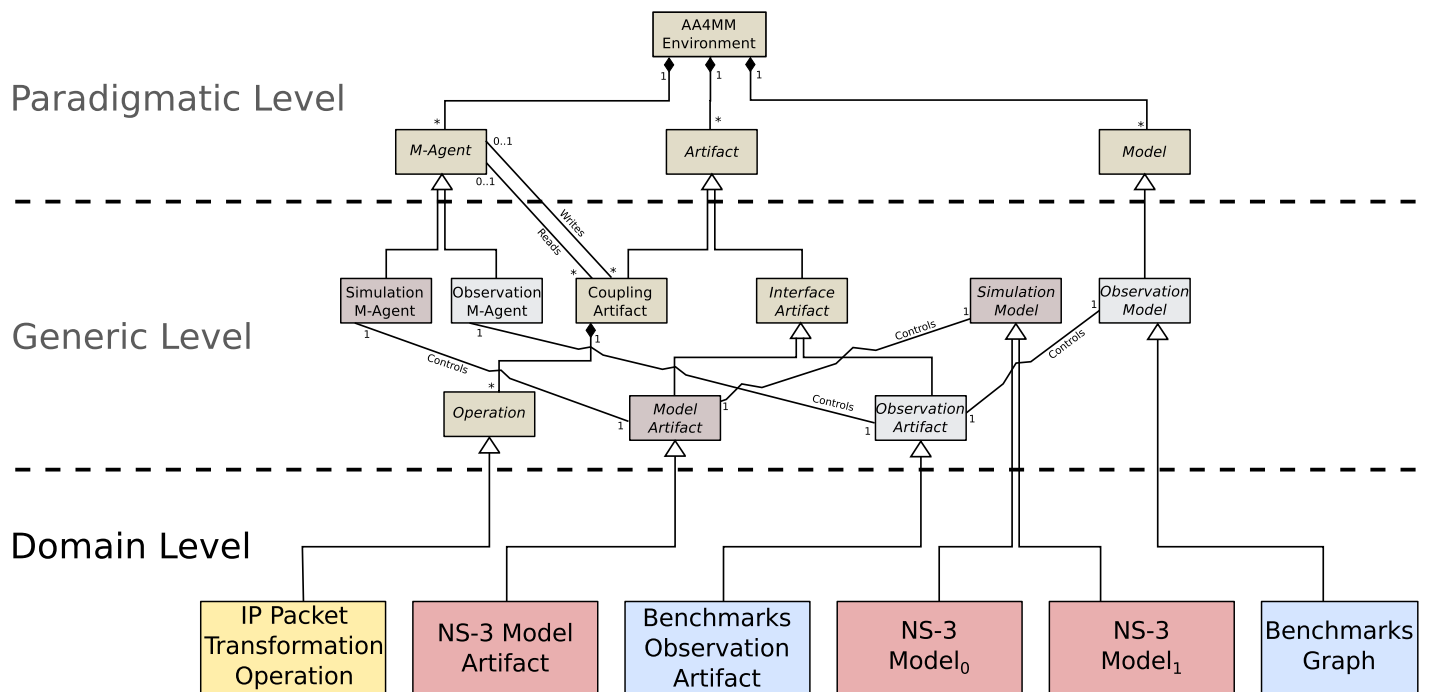 AA4MM
Environment
1
1
1
Paradigmatic Level
*
*
*
M-Agent
0..1
Artifact
Model
0..1
Writes
Reads
*
*
Simulation
M-Agent
Observation
M-Agent
Coupling
Artifact
Interface
Artifact
Simulation
Model
Observation
Model
Generic Level
1
1
1
1
1
Controls
Controls
Controls
*
Operation
Model
Artifact
1
1
Controls
1
Observation
Artifact
1
Domain Level
IP Packet
Transformation
Operation
NS-3 Model
Artifact
Benchmarks
Observation
Artifact
NS-3
Model0
NS-3
Model1
Benchmarks
Graph